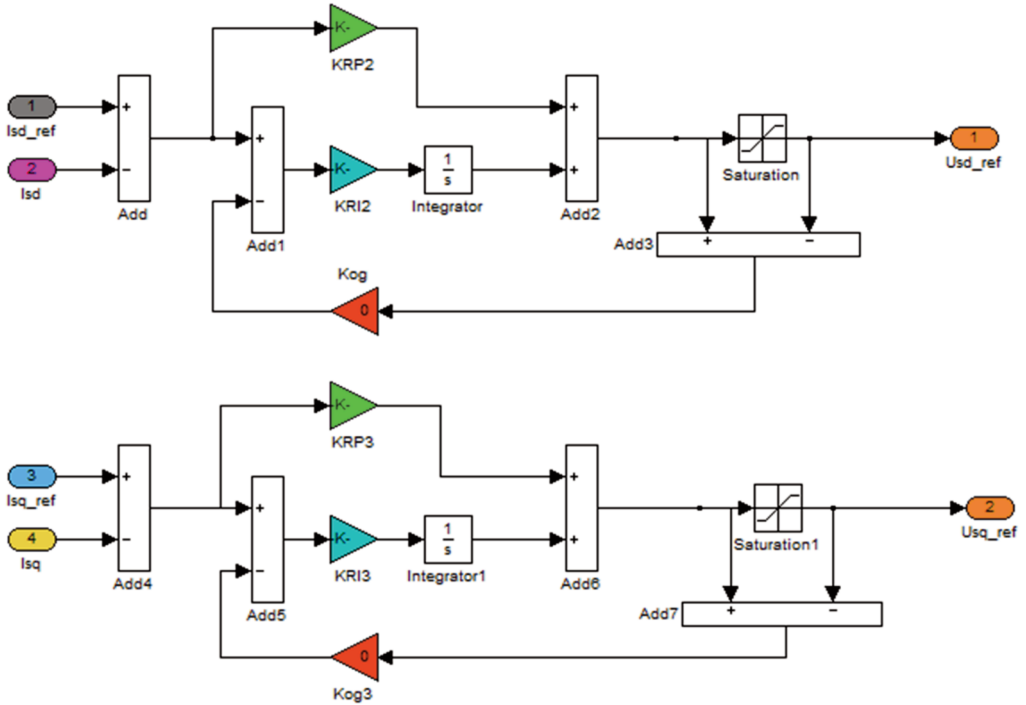 K-
KRP2
1
+
+
Isd_ref
+
2
-
K-
1
s
+
Isd
-
KRI2
Integrator
Add
Add1
Add2
Saturation
1
Usd_ref
Add3
+
-
Kog
0
K-
KRP3
3
+
+
Isq_ref
+
4
-
K-
1
s
+
Isq
-
KRI3
Integrator1
Add4
Add5
Add6
Saturation1
2
Usq_ref
Add7
+
-
0
Kog3